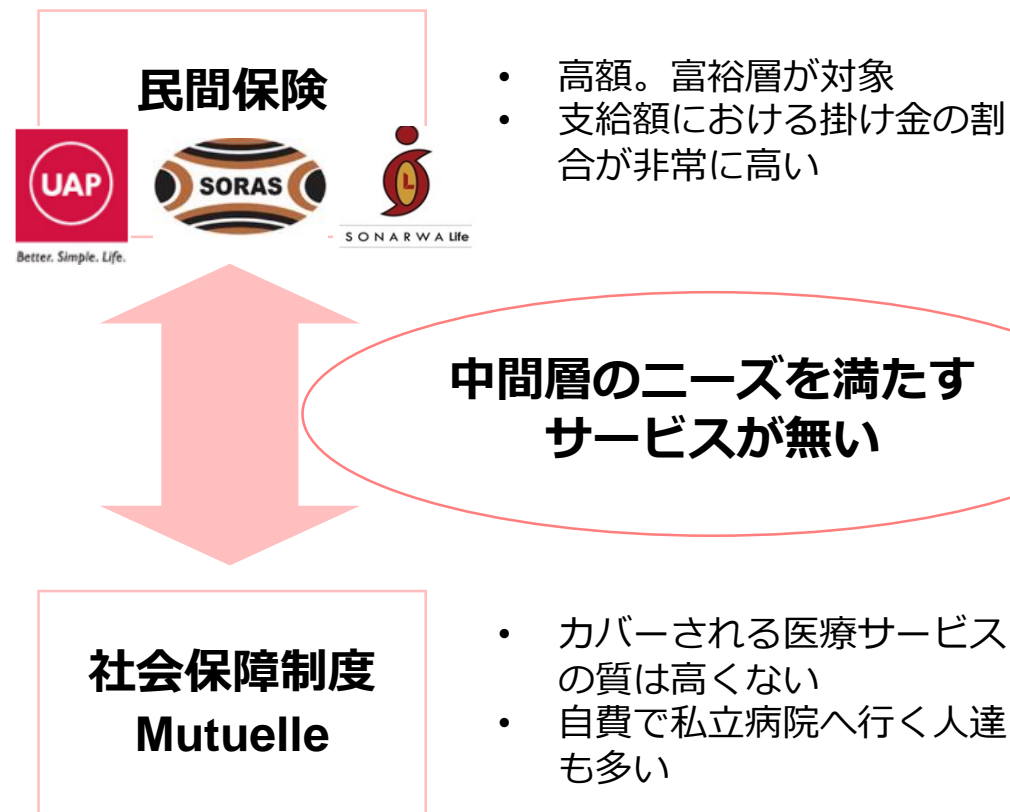 民間保険
UAP
Better. Simple. Life.
SORAS
L
SONARWA Life
• 高額。富裕層が対象
• 支給額における掛け金の割
合が非常に高い
中間層のニーズを満たす
サービスが無い
社会保障制度
Mutuelle
• カバーされる医療サービス
の質は高くない
• 自費で私立病院へ行く人達
も多い